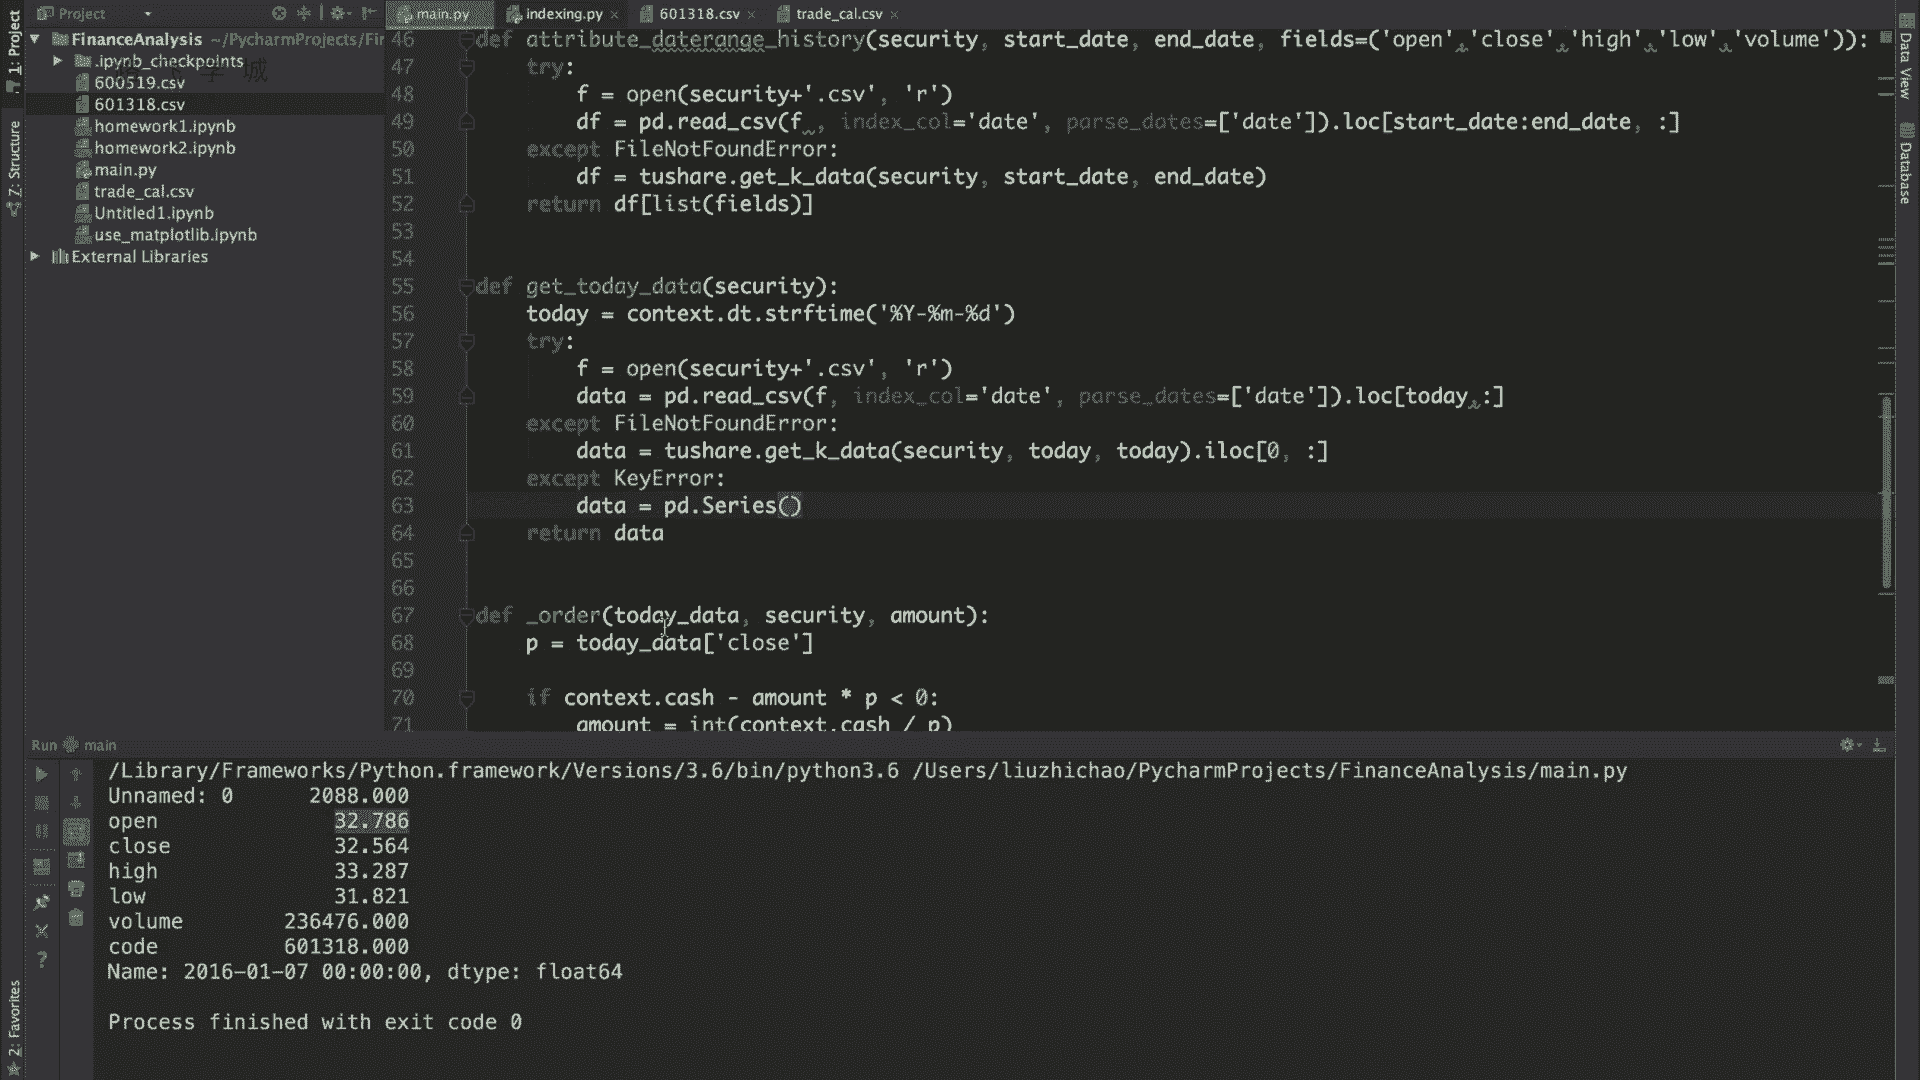 Project
main.py
indexing.py
601318.csv
trade_cal.csv
1: Project
Z: Structure
2: Favorites
Data View
Database
FinanceAnalysis ~/PycharmProjects/Fir
.ipynb_checkpoints
600519.csv
601318.csv
homework1.ipynb
homework2.ipynb
main.py
trade_cal.csv
Untitled1.ipynb
use_matplotlib.ipynb
External Libraries
46 def attribute_daterange_history(security, start_date, end_date, fields=('open','close','high','low','volume')):
47 try:
48 f = open(security+'.csv', 'r')
49 df = pd.read_csv(f , index_col='date', parse_dates=['date']).loc[start_date:end_date, :]
50 except FileNotFoundError:
51 df = tushare.get_k_data(security, start_date, end_date)
52 return df[list(fields)]
53
54
55 def get_today_data(security):
56 today = context.dt.strftime('%Y-%m-%d')
57 try:
58 f = open(security+'.csv', 'r')
59 data = pd.read_csv(f, index_col='date', parse_dates=['date']).loc[today,:]
60 except FileNotFoundError:
61 data = tushare.get_k_data(security, today, today).iloc[0, :]
62 except KeyError:
63 data = pd.Series()
64 return data
65
66
67 def _order(today_data, security, amount):
68 p = today_data['close']
69
70 if context.cash - amount * p < 0:
71 amount = int(context.cash / p)
Run main
/Library/Frameworks/Python.framework/Versions/3.6/bin/python3.6 /Users/liuzhichao/PycharmProjects/FinanceAnalysis/main.py
Unnamed: 0 2088.000
open 32.786
close 32.564
high 33.287
low 31.821
volume 236476.000
code 601318.000
Name: 2016-01-07 00:00:00, dtype: float64
Process finished with exit code 0